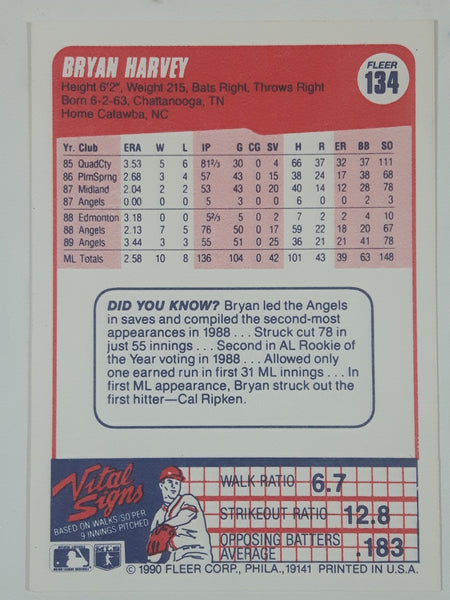 BRYAN HARVEY
FLEER
134
Height 6'2", Weight 215, Bats Right, Throws Right
Born 6-2-63, Chattanooga, TN
Home Catawba, NC
Yr. Club ERA W L IP G CG SV H R ER BB SO
85 QuadCty 3.53 5 6 81 2/3 30 0 4 66 37 32 37 111
86 PlmSprng 2.68 3 4 57 43 0 15 38 24 17 38 68
87 Midland 2.04 2 2 53 43 0 20 40 14 12 28 78
87 Angels 0.00 0 0 5 3 0 0 6 0 0 2 3
88 Edmonton 3.18 0 0 5 2/3 5 0 2 7 2 2 4 10
88 Angels 2.13 7 5 76 50 0 17 59 22 18 20 67
89 Angels 3.44 3 3 55 51 0 25 36 21 21 41 78
ML Totals 2.58 10 8 136 104 0 42 101 43 39 63 148
DID YOU KNOW? Bryan led the Angels
in saves and compiled the second-most
appearances in 1988 . . . Struck cut 78 in
just 55 innings . . . Second in AL Rookie of
the Year voting in 1988 . . . Allowed only
one earned run in first 31 ML innings . . .
In first ML appearance, Bryan struck out the
first hitter—Cal Ripken.
Vital
Signs
BASED ON WALKS/SO PER
9 INNINGS PITCHED
WALK RATIO 6.7
STRIKEOUT RATIO 12.8
OPPOSING BATTERS
AVERAGE .183
© 1990 FLEER CORP., PHILA., 19141 PRINTED IN U.S.A.